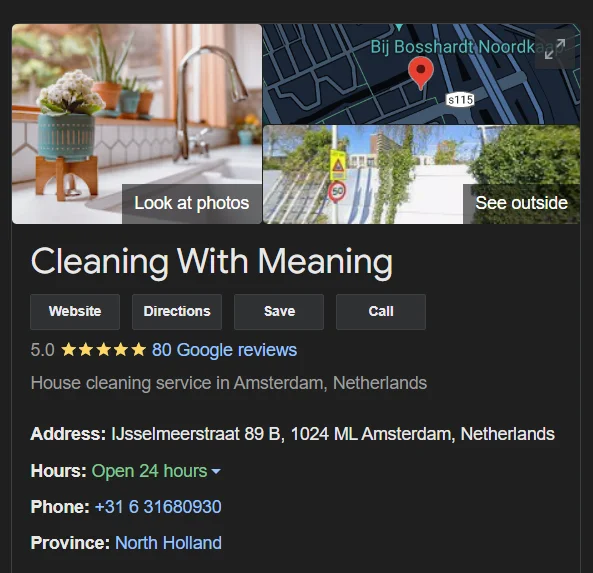 Bij Bosshardt Noordka
s115
50
Look at photos
See outside
Cleaning With Meaning
Website
Directions
Save
Call
5.0 80 Google reviews
House cleaning service in Amsterdam, Netherlands
Address: IJsselmeerstraat 89 B, 1024 ML Amsterdam, Netherlands
Hours: Open 24 hours
Phone: +31 6 31680930
Province: North Holland